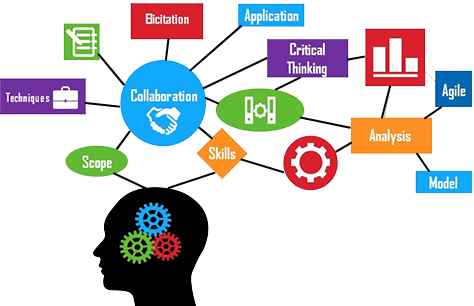 Elicitation
Application
Critical
Thinking
Techniques
Collaboration
Agile
Analysis
Skills
Scope
Model